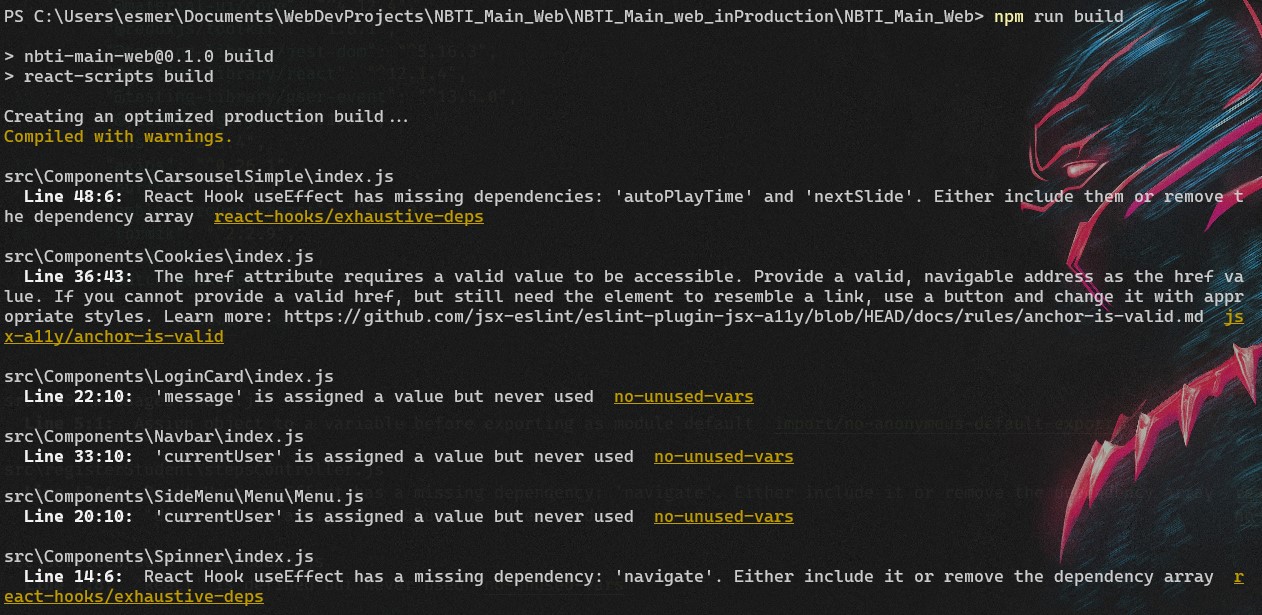 PS C:\Users\esmer\Documents\WebDevProjects\NBTI_Main_Web\NBTI_Main_web_inProduction\NBTI_Main_Web> npm run build
> nbti-main-web@0.1.0 build
> react-scripts build
Creating an optimized production build...
Compiled with warnings.
src\Components\CarsouselSimple\index.js
Line 48:6:  React Hook useEffect has missing dependencies: 'autoPlayTime' and 'nextSlide'. Either include them or remove t
he dependency array  react-hooks/exhaustive-deps
src\Components\Cookies\index.js
Line 36:43:  The href attribute requires a valid value to be accessible. Provide a valid, navigable address as the href va
lue. If you cannot provide a valid href, but still need the element to resemble a link, use a button and change it with appr
opriate styles. Learn more: https://github.com/jsx-eslint/eslint-plugin-jsx-a11y/blob/HEAD/docs/rules/anchor-is-valid.md  js
x-a11y/anchor-is-valid
src\Components\LoginCard\index.js
Line 22:10:  'message' is assigned a value but never used  no-unused-vars
src\Components\Navbar\index.js
Line 33:10:  'currentUser' is assigned a value but never used  no-unused-vars
src\Components\SideMenu\Menu\Menu.js
Line 20:10:  'currentUser' is assigned a value but never used  no-unused-vars
src\Components\Spinner\index.js
Line 14:6:  React Hook useEffect has a missing dependency: 'navigate'. Either include it or remove the dependency array  r
eact-hooks/exhaustive-deps